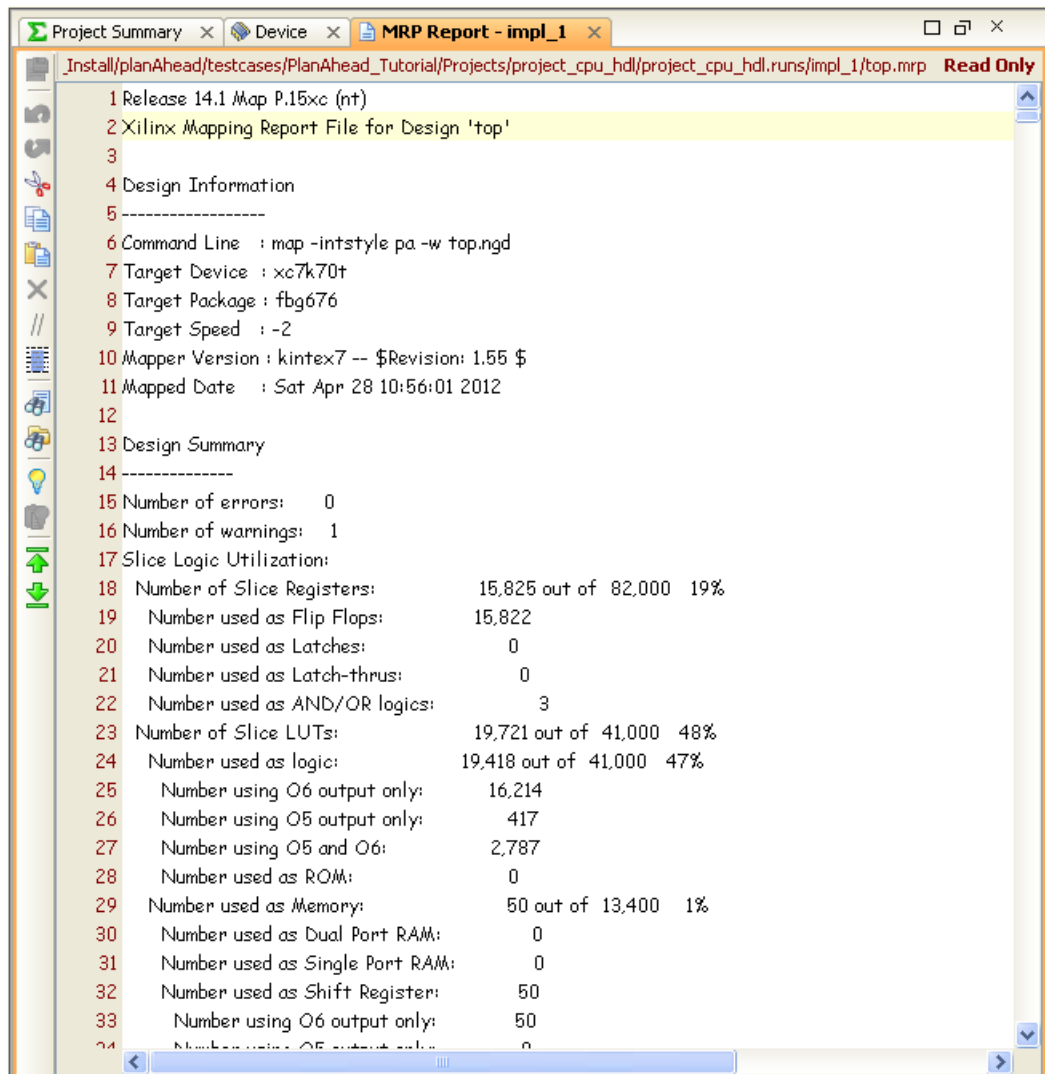 Project Summary Device MRP Report - impl_1
_Install/planAhead/testcases/PlanAhead_Tutorial/Projects/project_cpu_hdl/project_cpu_hdl.runs/impl_1/top.mrp Read Only
1 Release 14.1 Map P.15xc (nt)
2 Xilinx Mapping Report File for Design 'top'
3
4 Design Information
5 ------------------
6 Command Line : map -intstyle pa -w top.ngd
7 Target Device : xc7k70t
8 Target Package : fbg676
9 Target Speed : -2
10 Mapper Version : kintex7 -- $Revision: 1.55 $
11 Mapped Date : Sat Apr 28 10:56:01 2012
12
13 Design Summary
14 --------------
15 Number of errors: 0
16 Number of warnings: 1
17 Slice Logic Utilization:
18 Number of Slice Registers: 15,825 out of 82,000 19%
19 Number used as Flip Flops: 15,822
20 Number used as Latches: 0
21 Number used as Latch-thrus: 0
22 Number used as AND/OR logics: 3
23 Number of Slice LUTs: 19,721 out of 41,000 48%
24 Number used as logic: 19,418 out of 41,000 47%
25 Number using O6 output only: 16,214
26 Number using O5 output only: 417
27 Number using O5 and O6: 2,787
28 Number used as ROM: 0
29 Number used as Memory: 50 out of 13,400 1%
30 Number used as Dual Port RAM: 0
31 Number used as Single Port RAM: 0
32 Number used as Shift Register: 50
33 Number using O6 output only: 50
34 Number using O5 output only: 0